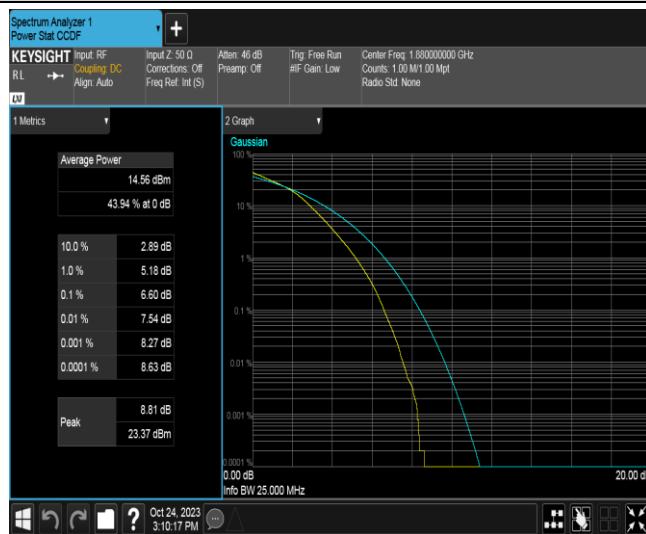 Spectrum Analyzer 1
Power Stat CCDF
KEYSIGHT
RL
LXI
Input: RF
Coupling: DC
Align: Auto
Input Z: 50 Ω
Corrections: Off
Freq Ref: Int (S)
Atten: 46 dB
Preamp: Off
Trig: Free Run
#IF Gain: Low
Center Freq: 1.880000000 GHz
Counts: 1.00 M/1.00 Mpt
Radio Std: None
1 Metrics
Average Power
14.56 dBm
43.94 % at 0 dB
10.0 % 2.89 dB
1.0 % 5.18 dB
0.1 % 6.60 dB
0.01 % 7.54 dB
0.001 % 8.27 dB
0.0001 % 8.63 dB
Peak
8.81 dB
23.37 dBm
2 Graph
Gaussian
100 %
10 %
1 %
0.1 %
0.01 %
0.001 %
0.0001 %
0.00 dB
20.00 d
Info BW 25.000 MHz
?
Oct 24, 2023
3:10:17 PM